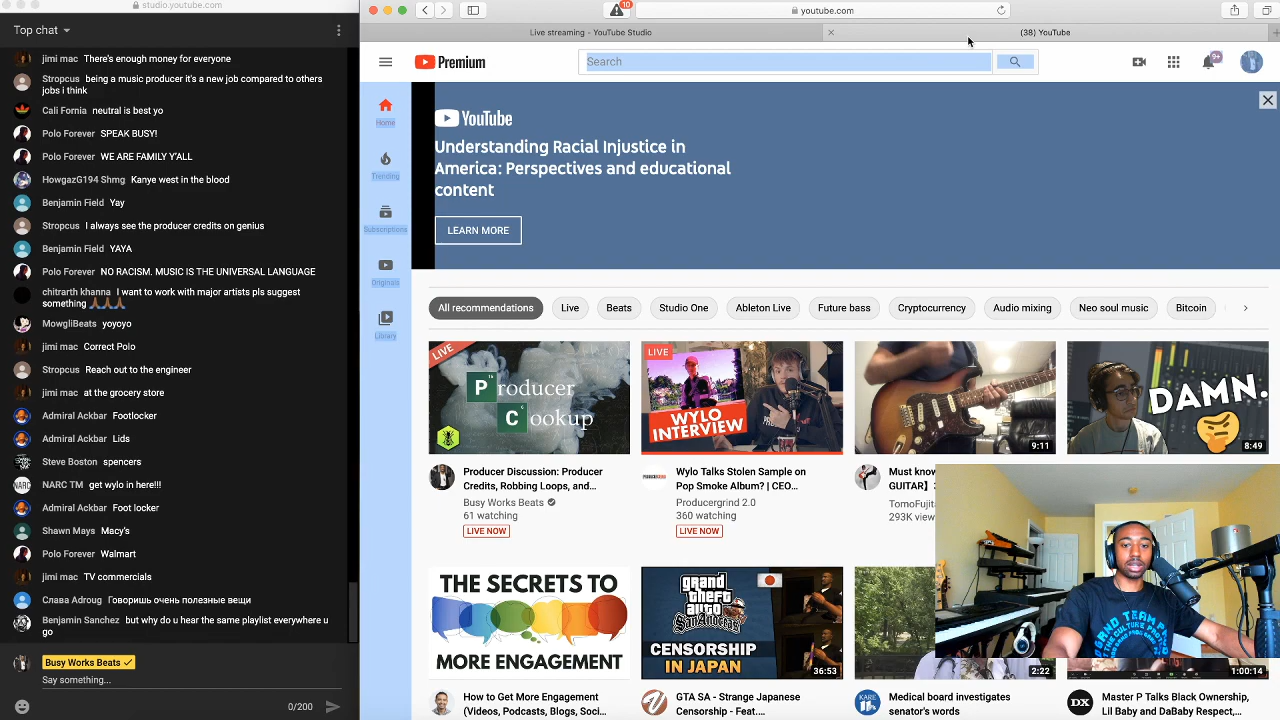 studio.youtube.com
Top chat
jimi mac There's mough money for everyone
Stropcus being a music producer it's a new job compared to others
jobs i think
Cali Fornia neutral is best yo
Polo Forever SPEAK BUSY!
Polo Forever WE ARE FAMILY Y'ALL
HowgazG194 Shmg Kanye west in the blood
Benjamin Field Yay
Stropcus I always see the producer credits on genius
Benjamin Field YAYA
Polo Forever NO RACISM. MUSIC IS THE UNIVERSAL LANGUAGE
chitrarth khanna I want to work with major artists pls suggest
something 🙏🏾🙏🏾🙏🏾
MowgliBeats yoyoyo
jimi mac Correct Polo
Stropcus Reach out to the engineer
jimi mac at the grocery store
Admiral Ackbar Footlocker
Admiral Ackbar Lids
Steve Boston spencers
NARC TM get wylo in here!!!
Admiral Ackbar Foot locker
Shawn Mays Macy's
Polo Forever Walmart
jimi mac TV commercials
Слава Adroug Говоришь очень полезные вещи
Benjamin Sanchez but why do u hear the same playlist everywhere u
go
Busy Works Beats
Say something...
0/200
10
youtube.com
Live streaming - YouTube Studio
(38) YouTube
Premium
Search
9+
Home
Trending
Subscriptions
Originals
Library
YouTube
Understanding Racial Injustice in
America: Perspectives and educational
content
LEARN MORE
All recommendations Live Beats Studio One Ableton Live Future bass Cryptocurrency Audio mixing Neo soul music Bitcoin
LIVE
Producer
Cookup
LIVE
WYLO
INTERVIEW
9:11
DAMN.
8:49
Producer Discussion: Producer
Credits, Robbing Loops, and...
Busy Works Beats
61 watching
LIVE NOW
Wylo Talks Stolen Sample on
Pop Smoke Album? | CEO...
Producergrind 2.0
360 watching
LIVE NOW
Must know
GUITAR】
TomoFujit
293K view
THE SECRETS TO
MORE ENGAGEMENT
grand
theft
auto
San Andreas
CENSORSHIP
IN JAPAN
36:53
2:22
1:00:14
How to Get More Engagement
(Videos, Podcasts, Blogs, Soci...
GTA SA - Strange Japanese
Censorship - Feat....
KARE
Medical board investigates
senator's words
DX
Master P Talks Black Ownership,
Lil Baby and DaBaby Respect...